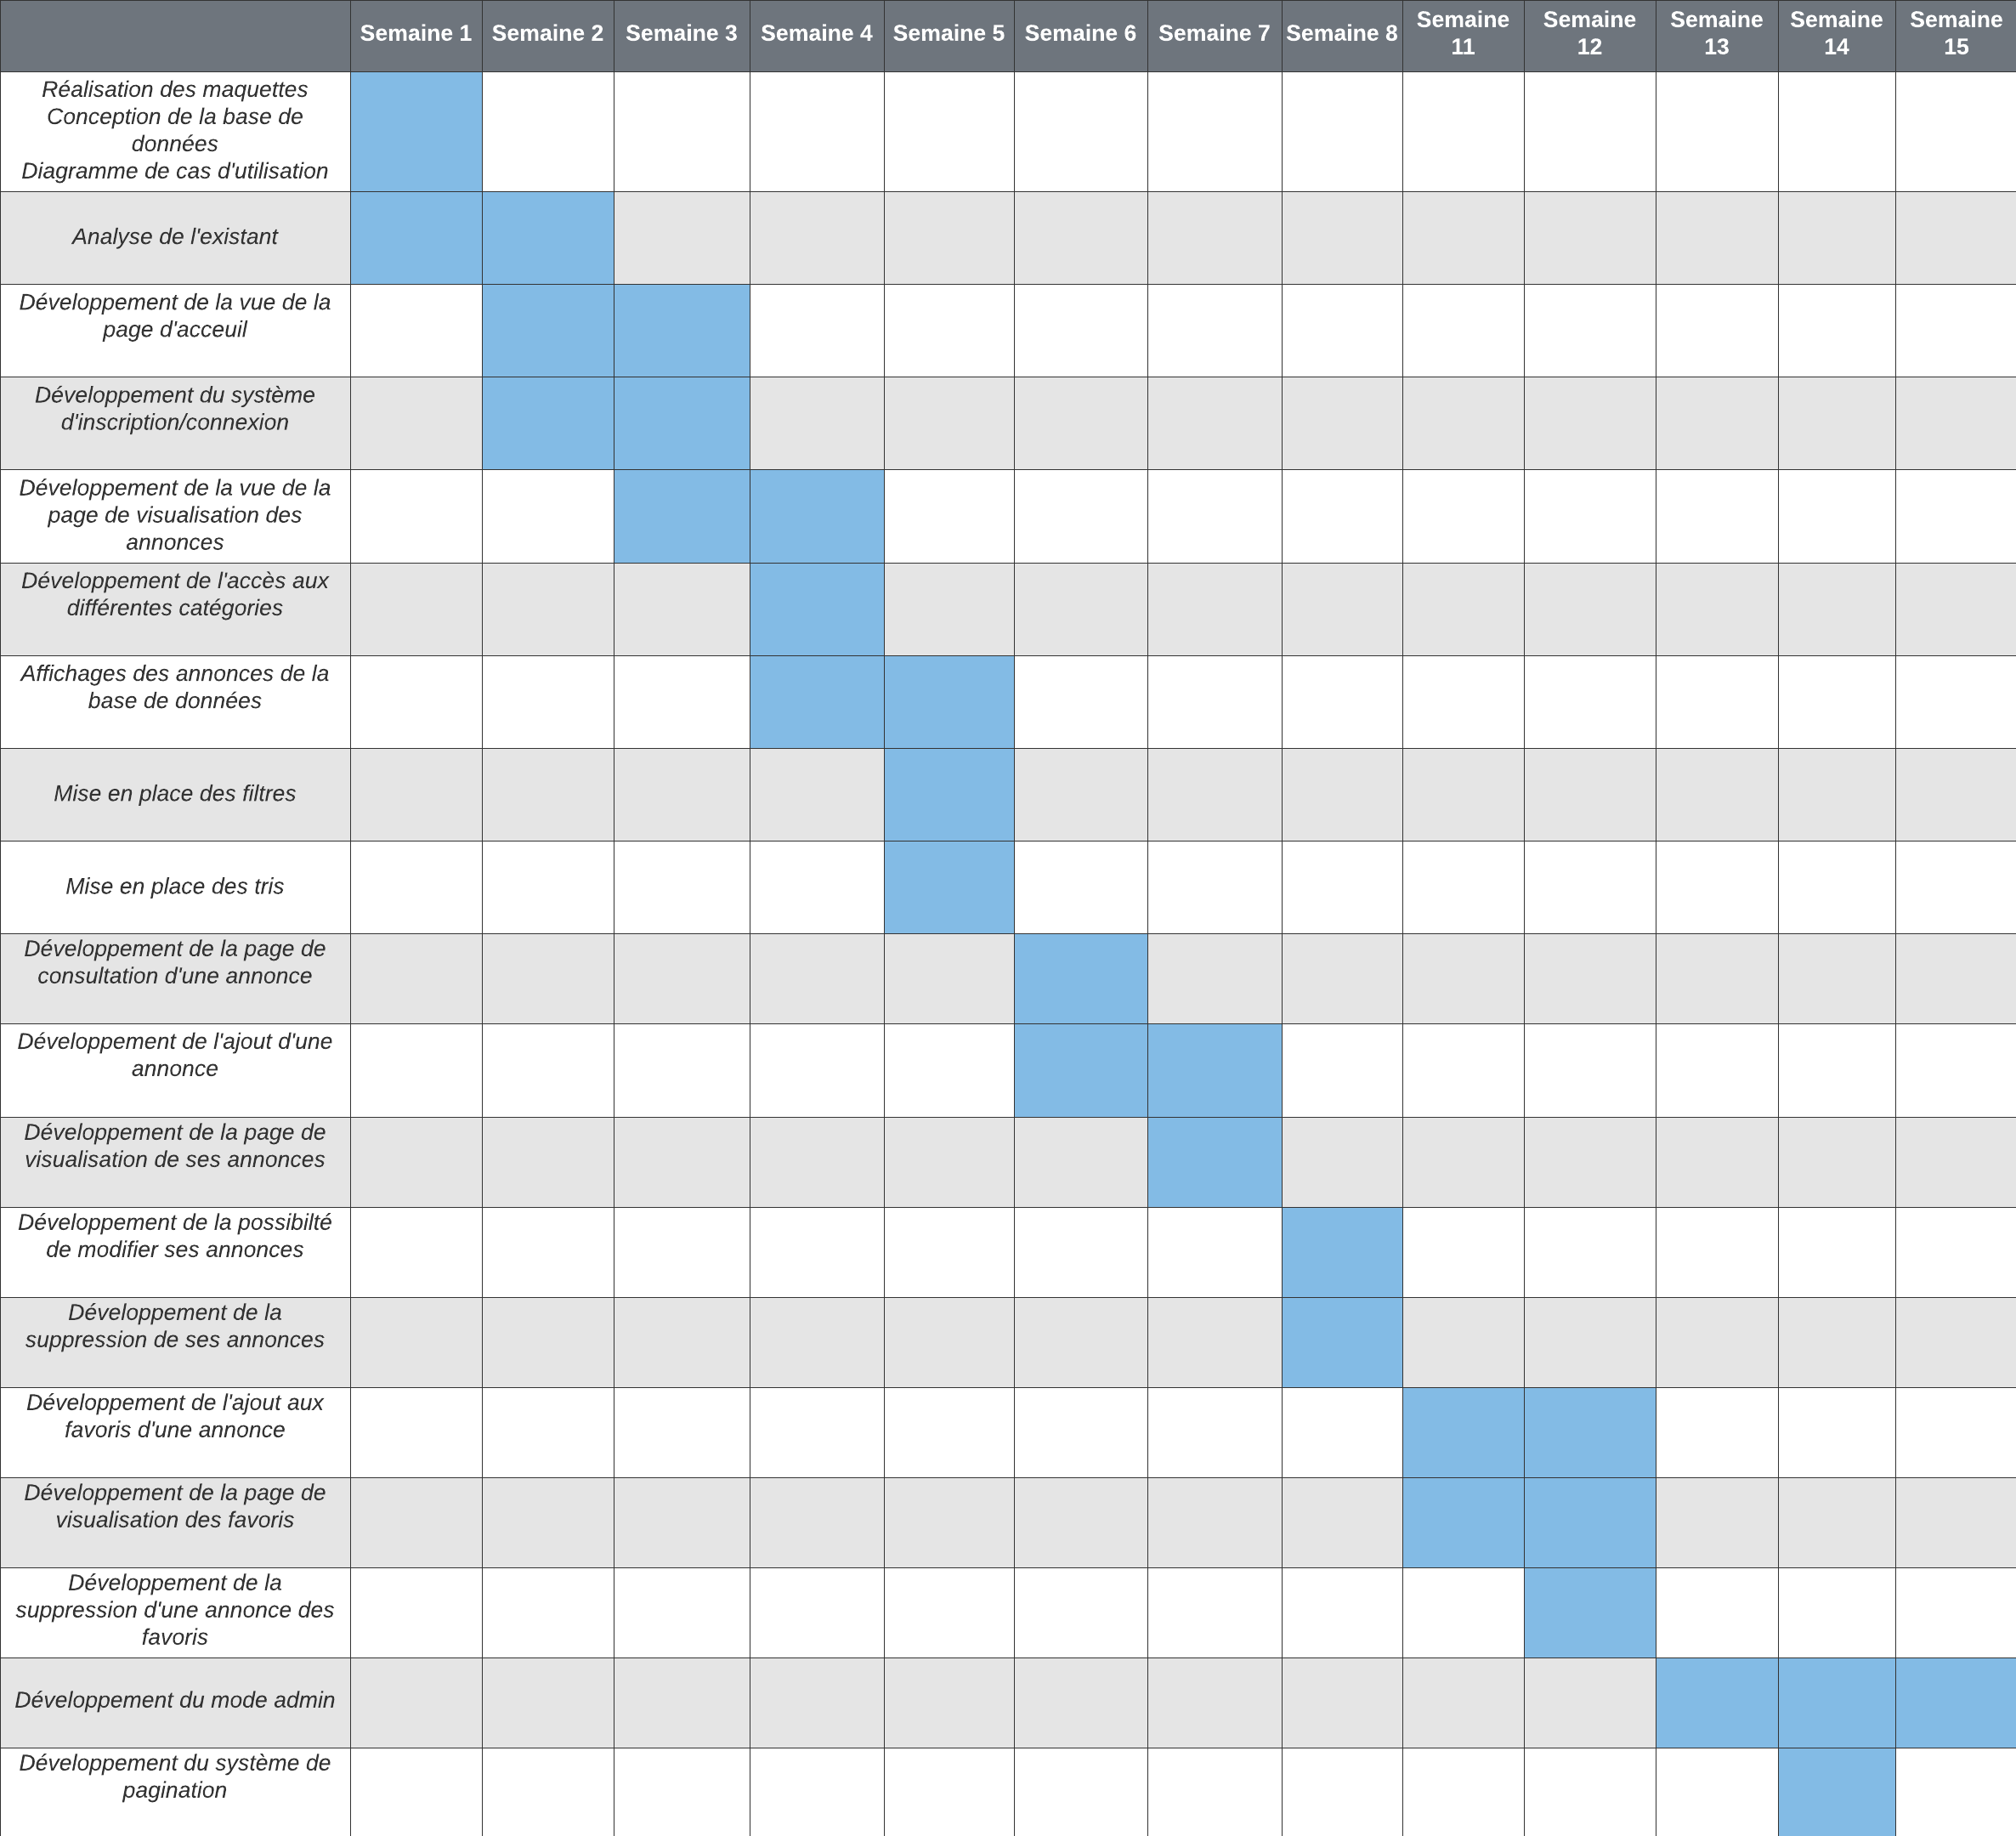 Semaine 1 Semaine 2 Semaine 3 Semaine 4 Semaine 5 Semaine 6 Semaine 7 Semaine 8 Semaine 11 Semaine 12 Semaine 13 Semaine 14 Semaine 15
Réalisation des maquettes
Conception de la base de
données
Diagramme de cas d'utilisation
Analyse de l'existant
Développement de la vue de la
page d'acceuil
Développement du système
d'inscription/connexion
Développement de la vue de la
page de visualisation des
annonces
Développement de l'accès aux
différentes catégories
Affichages des annonces de la
base de données
Mise en place des filtres
Mise en place des tris
Développement de la page de
consultation d'une annonce
Développement de l'ajout d'une
annonce
Développement de la page de
visualisation de ses annonces
Développement de la possibilté
de modifier ses annonces
Développement de la
suppression de ses annonces
Développement de l'ajout aux
favoris d'une annonce
Développement de la page de
visualisation des favoris
Développement de la
suppression d'une annonce des
favoris
Développement du mode admin
Développement du système de
pagination